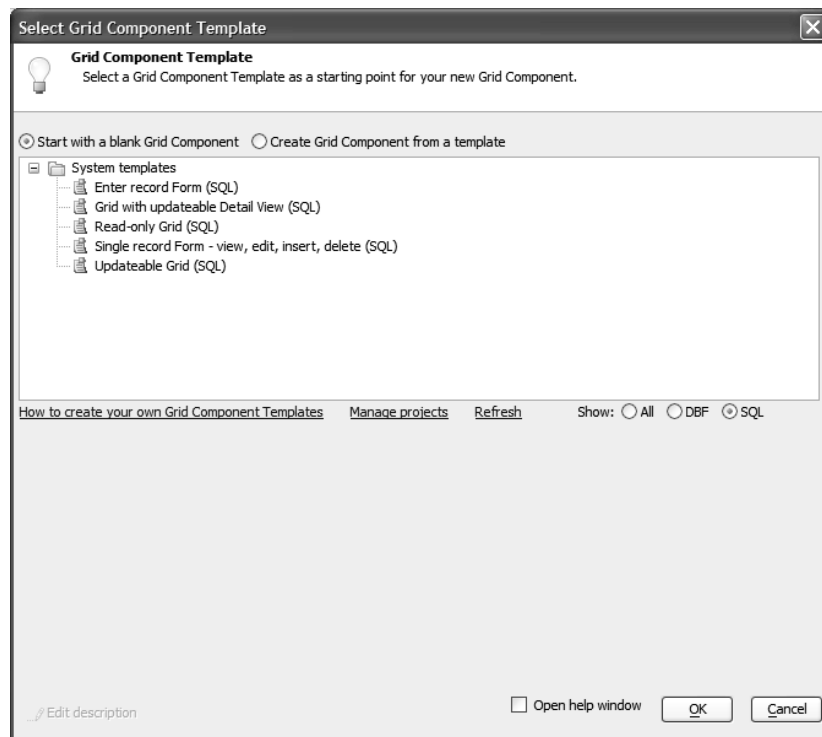 Select Grid Component Template
Grid Component Template
Select a Grid Component Template as a starting point for your new Grid Component.
Start with a blank Grid Component Create Grid Component from a template
System templates
Enter record Form (SQL)
Grid with updateable Detail View (SQL)
Read-only Grid (SQL)
Single record Form - view, edit, insert, delete (SQL)
Updateable Grid (SQL)
How to create your own Grid Component Templates Manage projects Refresh Show: All DBF SQL
Edit description Open help window OK Cancel